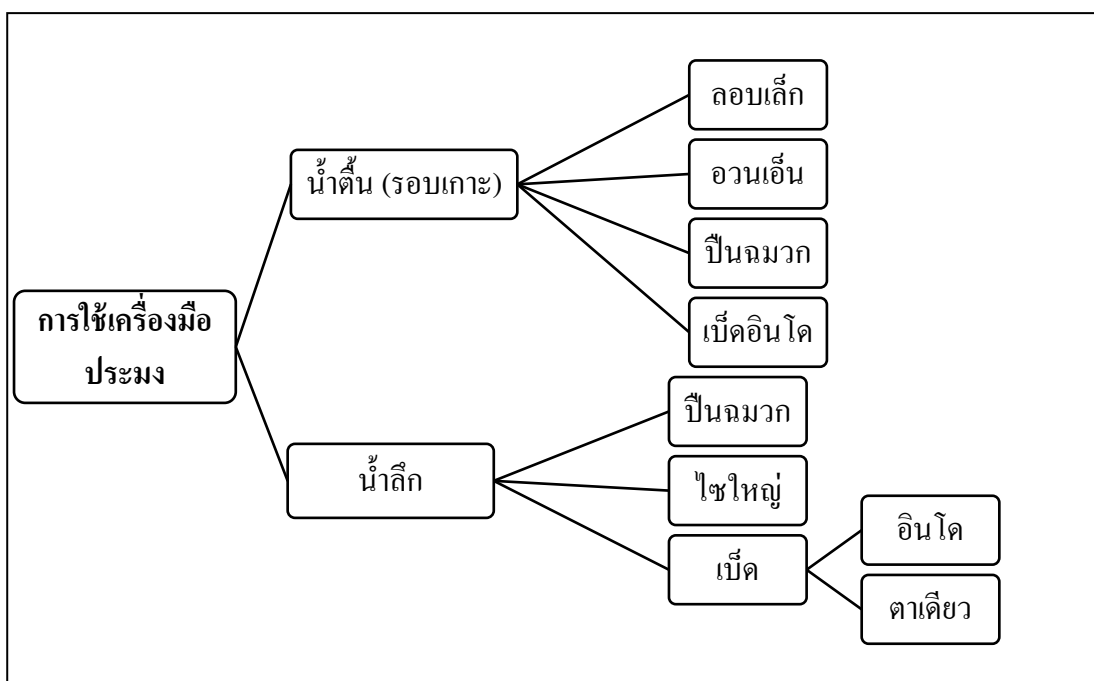 การใช้เครื่องมือ
ประมง
น้ำตื้น (รอบเกาะ)
ลอบเล็ก
อวนเอ็น
ปืนฉมวก
เบ็ดอินโด
น้ำลึก
ปืนฉมวก
ไซใหญ่
เบ็ด
อินโด
ตาเดียว